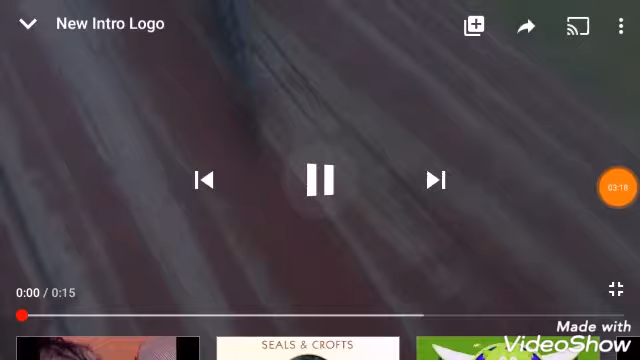 New Intro Logo
03:18
0:00 / 0:15
Made with
VideoShow
SEALS & CROFTS